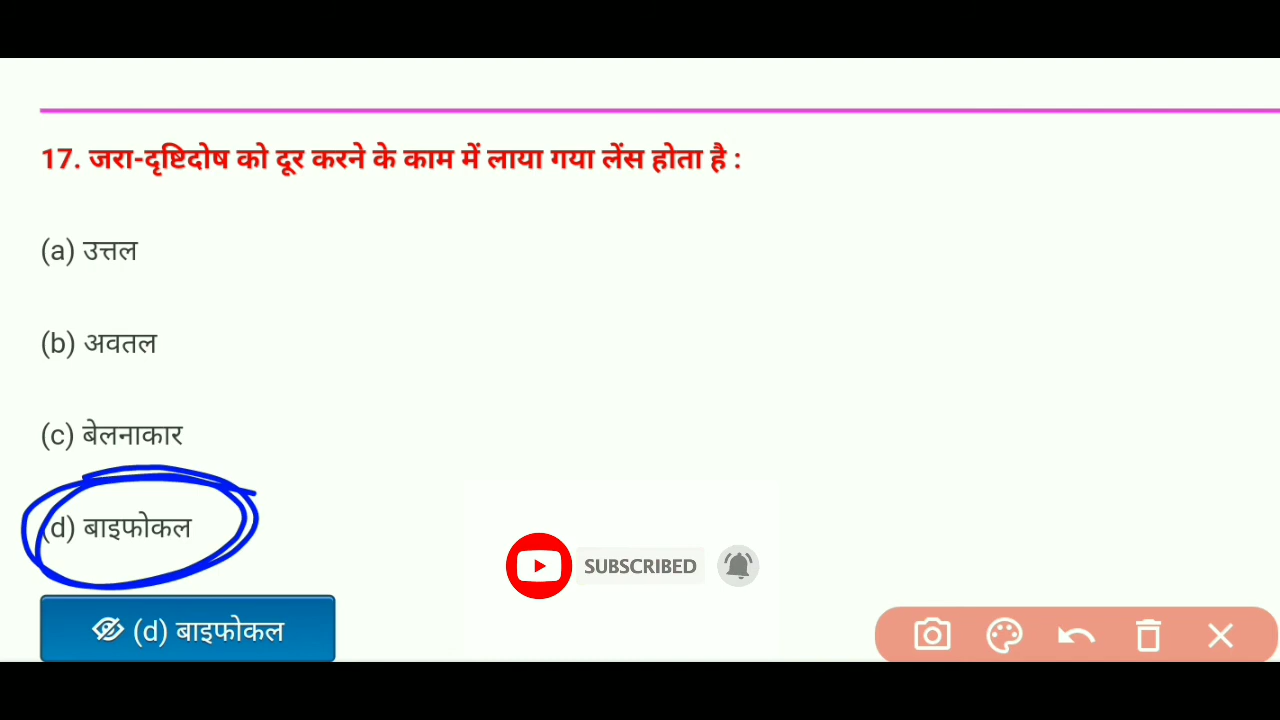 17. जरा-दृष्टिदोष को दूर करने के काम में लाया गया लेंस होता है :
(a) उत्तल
(b) अवतल
(c) बेलनाकार
(d) बाइफोकल
SUBSCRIBED
(d) बाइफोकल